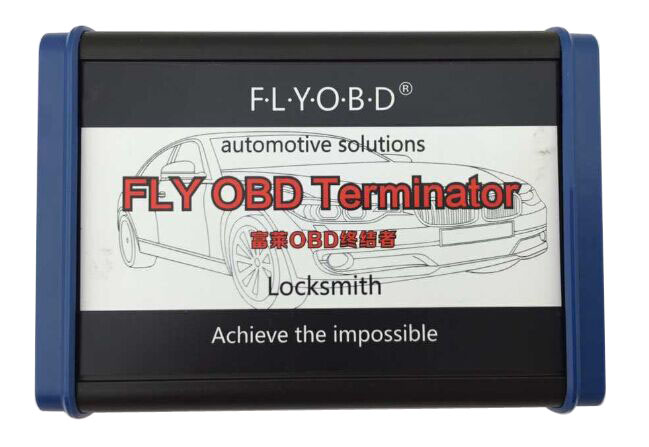 F·L·Y·O·B·D®
automotive solutions
FLY OBD Terminator
富莱OBD终结者
Locksmith
Achieve the impossible